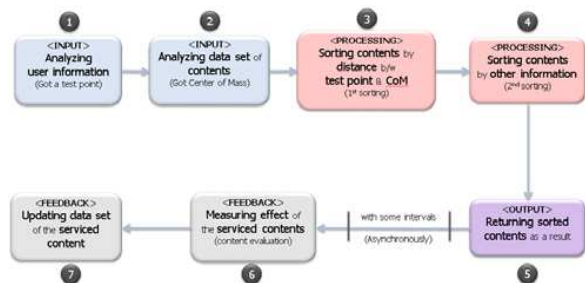 1
<INPUT>
Analyzing
user information
(Got a test point)
2
<INPUT>
Analyzing data set of
contents
(Got Center of Mass)
3
<PROCESSING>
Sorting contents by
distance b/w
test point & CoM
(1st sorting)
4
<PROCESSING>
Sorting contents
by other information
(2nd sorting)
<OUTPUT>
Returning sorted
contents as a result
5
with some intervals
(Asynchronously)
<FEEDBACK>
Measuring effect of
the serviced contents
(content evaluation)
6
<FEEDBACK>
Updating data set
of the serviced
content
7